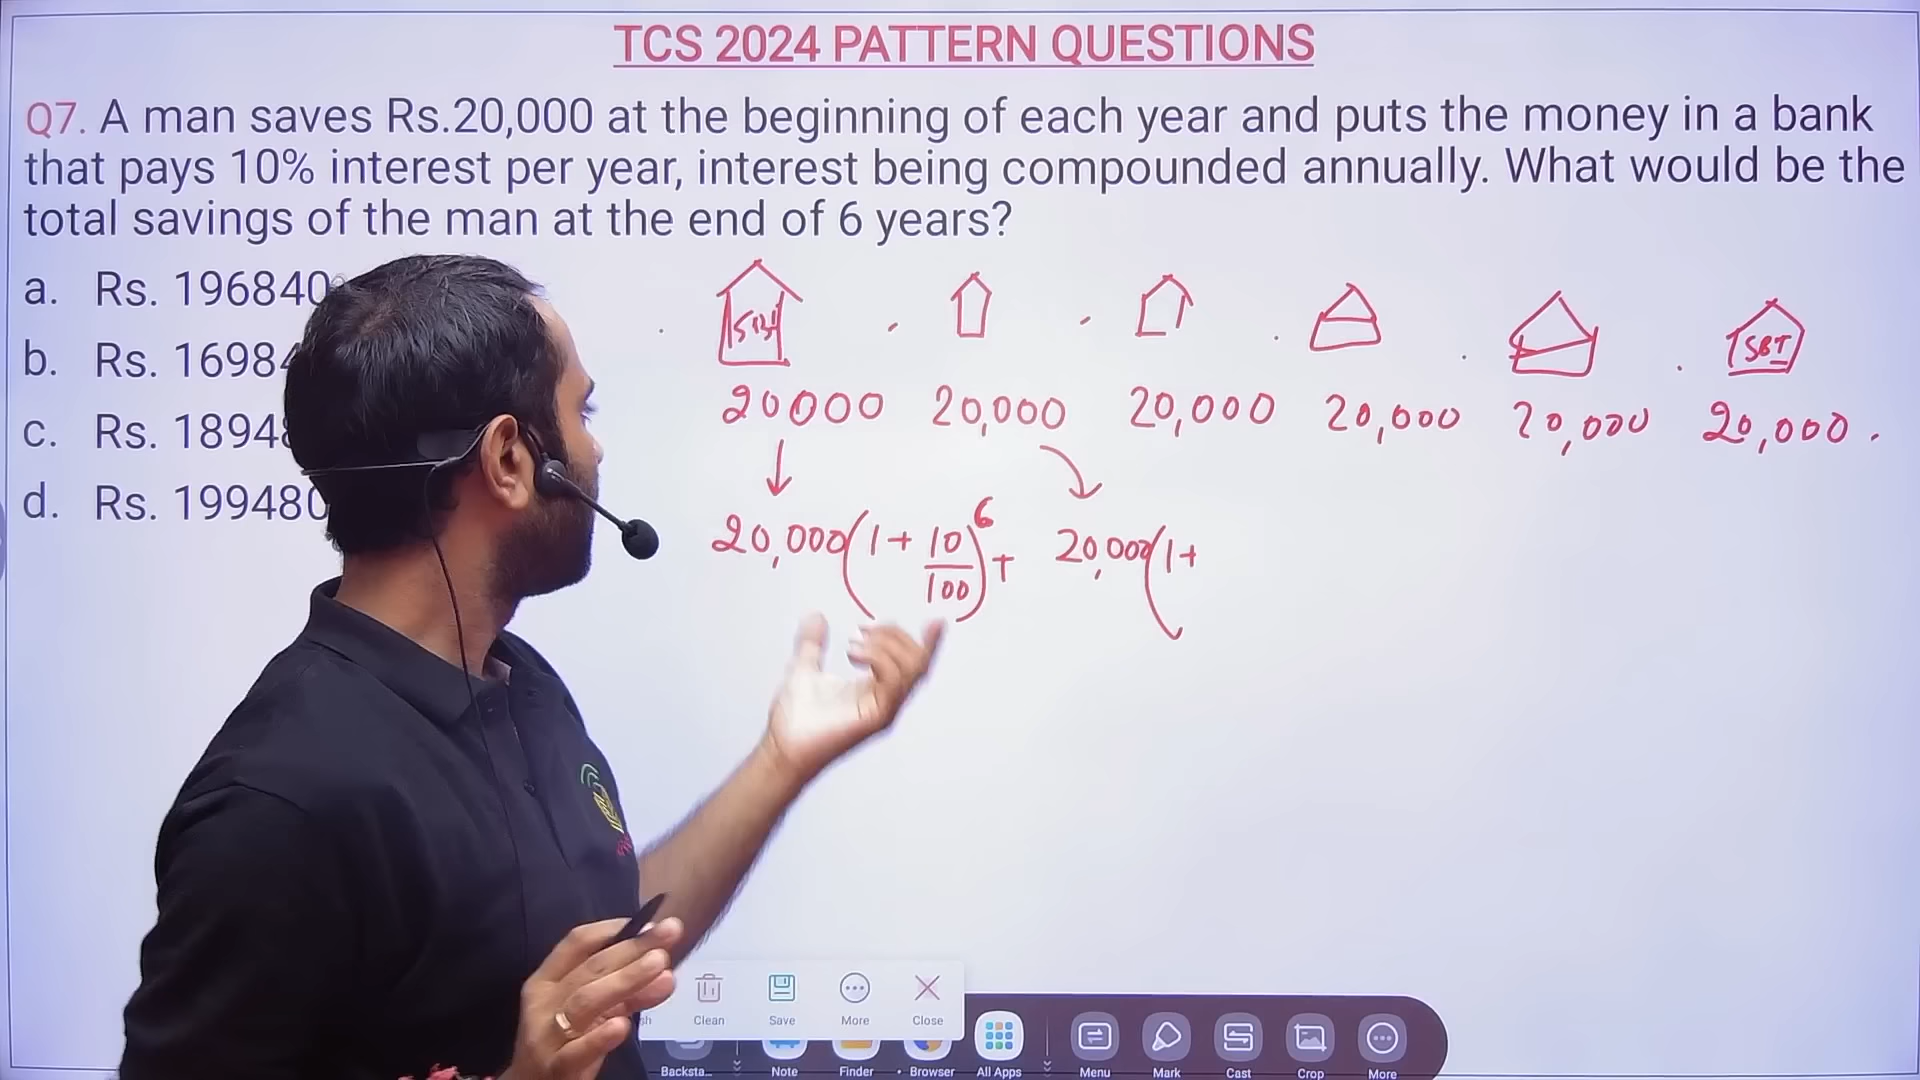 TCS 2024 PATTERN QUESTIONS
Q7. A man saves Rs.20,000 at the beginning of each year and puts the money in a bank
that pays 10% interest per year, interest being compounded annually. What would be the
total savings of the man at the end of 6 years?
a. Rs. 196840
b. Rs. 1698
c. Rs. 1894
d. Rs. 199480
SBI
SBI
20000 20,000 20,000 20,000 20,000 20,000.
20,000(1+10/100)^6 + 20,000(1+
Clean Save More Close
Backsta... Note Finder Browser All Apps Menu Mark Cast Crop More